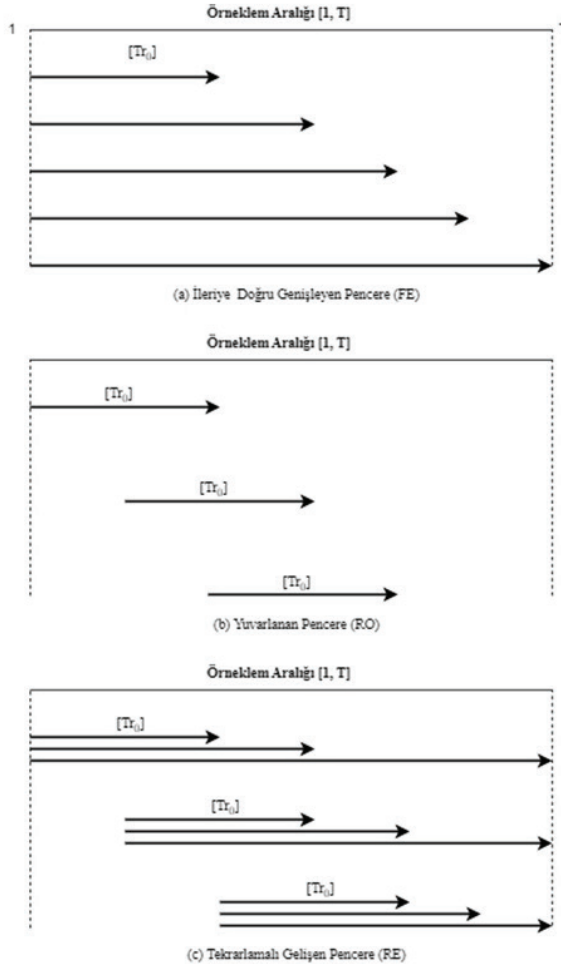 Örneklem Aralığı [1, T]
1
[Tr₀]
(a) İleriye Doğru Genişleyen Pencere (FE)
Örneklem Aralığı [1, T]
[Tr₀]
[Tr₀]
[Tr₀]
(b) Yuvarlanan Pencere (RO)
Örneklem Aralığı [1, T]
[Tr₀]
[Tr₀]
[Tr₀]
(c) Tekrarlamalı Gelişen Pencere (RE)